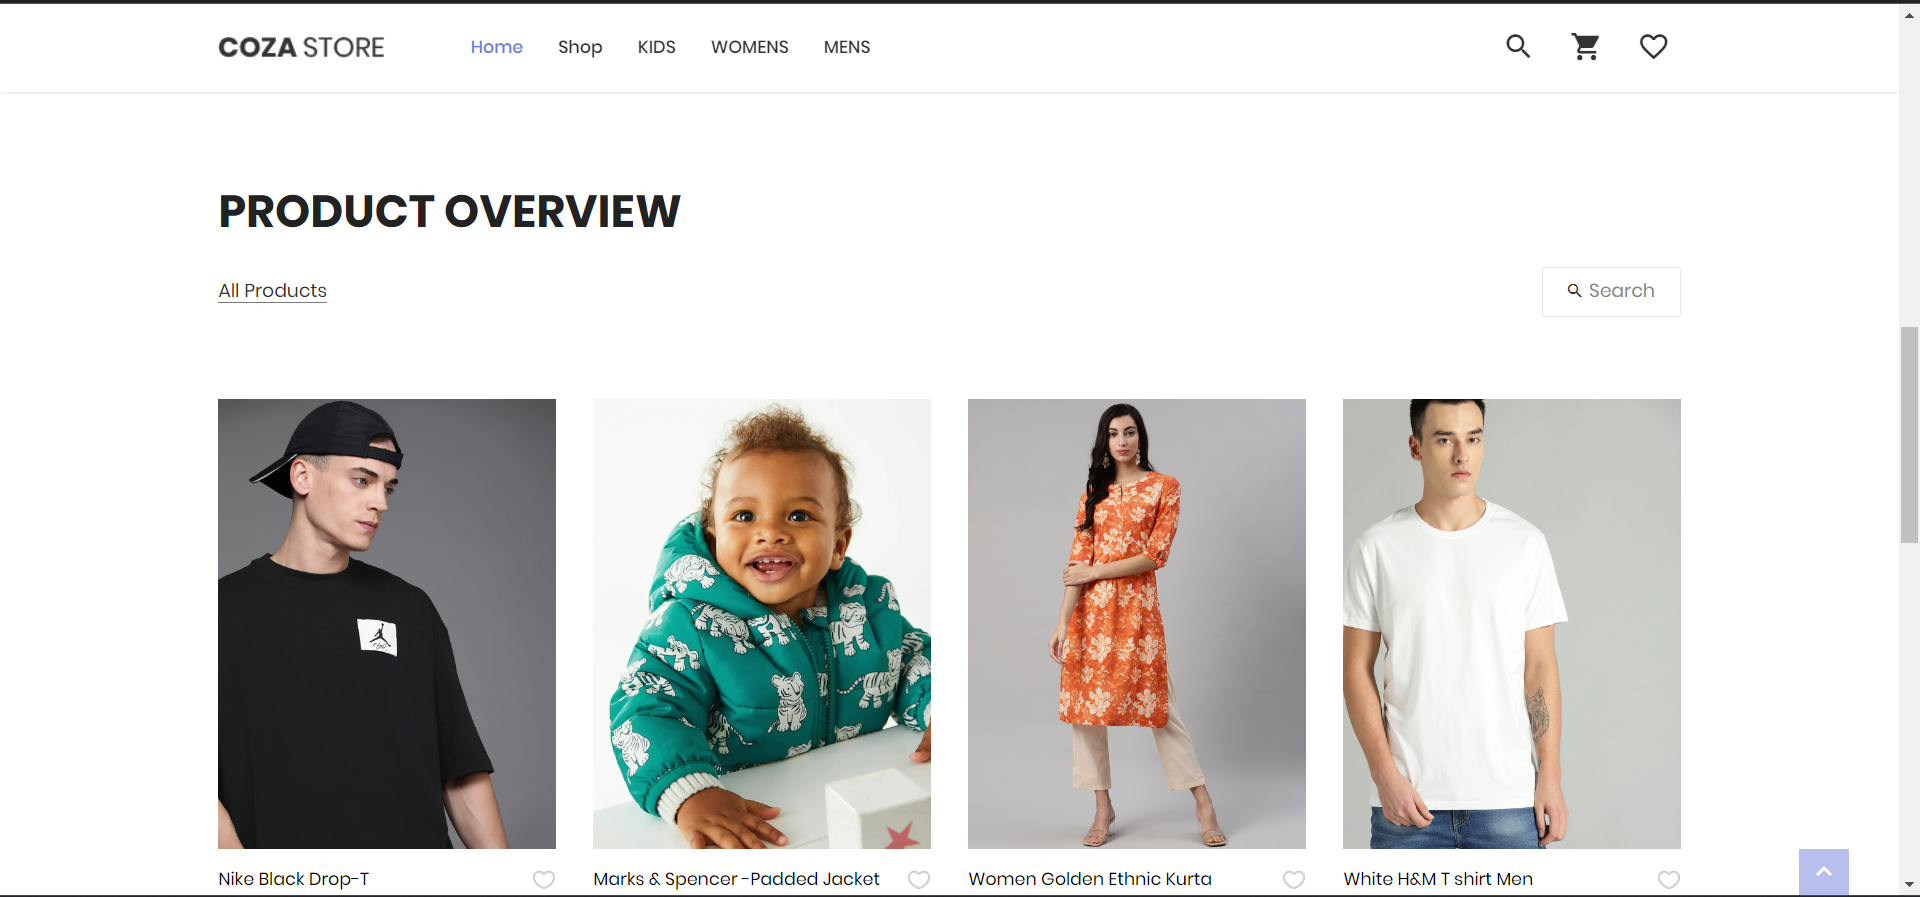 COZA STORE Home Shop KIDS WOMENS MENS
PRODUCT OVERVIEW
All Products
Search
Nike Black Drop-T
Marks & Spencer -Padded Jacket
Women Golden Ethnic Kurta
White H&M T shirt Men